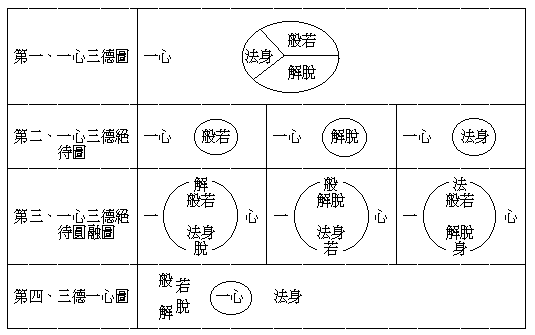 第一、一心三德圖
一心
法身
般若
解脫
第二、一心三德絕
待圖
一心
般若
一心
解脫
一心
法身
第三、一心三德絕
待圓融圖
一
解
般若
法身
脫
心
一
般
解脫
法身
若
心
一
法
般若
解脫
身
心
第四、三德一心圖
般若
解脫
一心
法身